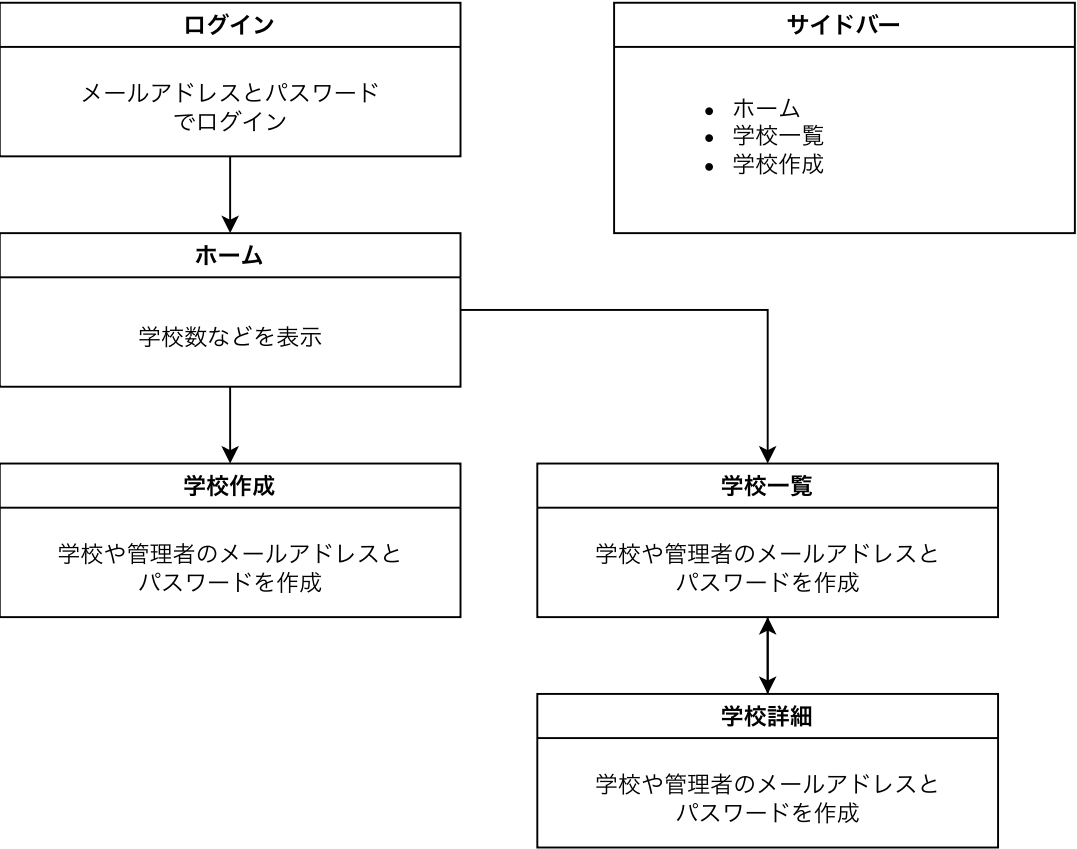 ログイン
メールアドレスとパスワード
でログイン
サイドバー
● ホーム
● 学校一覧
● 学校作成
ホーム
学校数などを表示
学校作成
学校や管理者のメールアドレスと
パスワードを作成
学校一覧
学校や管理者のメールアドレスと
パスワードを作成
学校詳細
学校や管理者のメールアドレスと
パスワードを作成